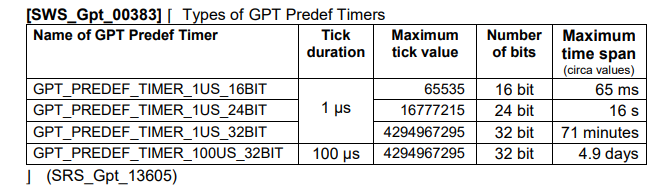 [SWS_Gpt_00383] ⌈ Types of GPT Predef Timers
Name of GPT Predef Timer Tick duration Maximum tick value Number of bits Maximum time span (circa values)
GPT_PREDEF_TIMER_1US_16BIT 1 µs 65535 16 bit 65 ms
GPT_PREDEF_TIMER_1US_24BIT 16777215 24 bit 16 s
GPT_PREDEF_TIMER_1US_32BIT 4294967295 32 bit 71 minutes
GPT_PREDEF_TIMER_100US_32BIT 100 µs 4294967295 32 bit 4.9 days
⌋ (SRS_Gpt_13605)